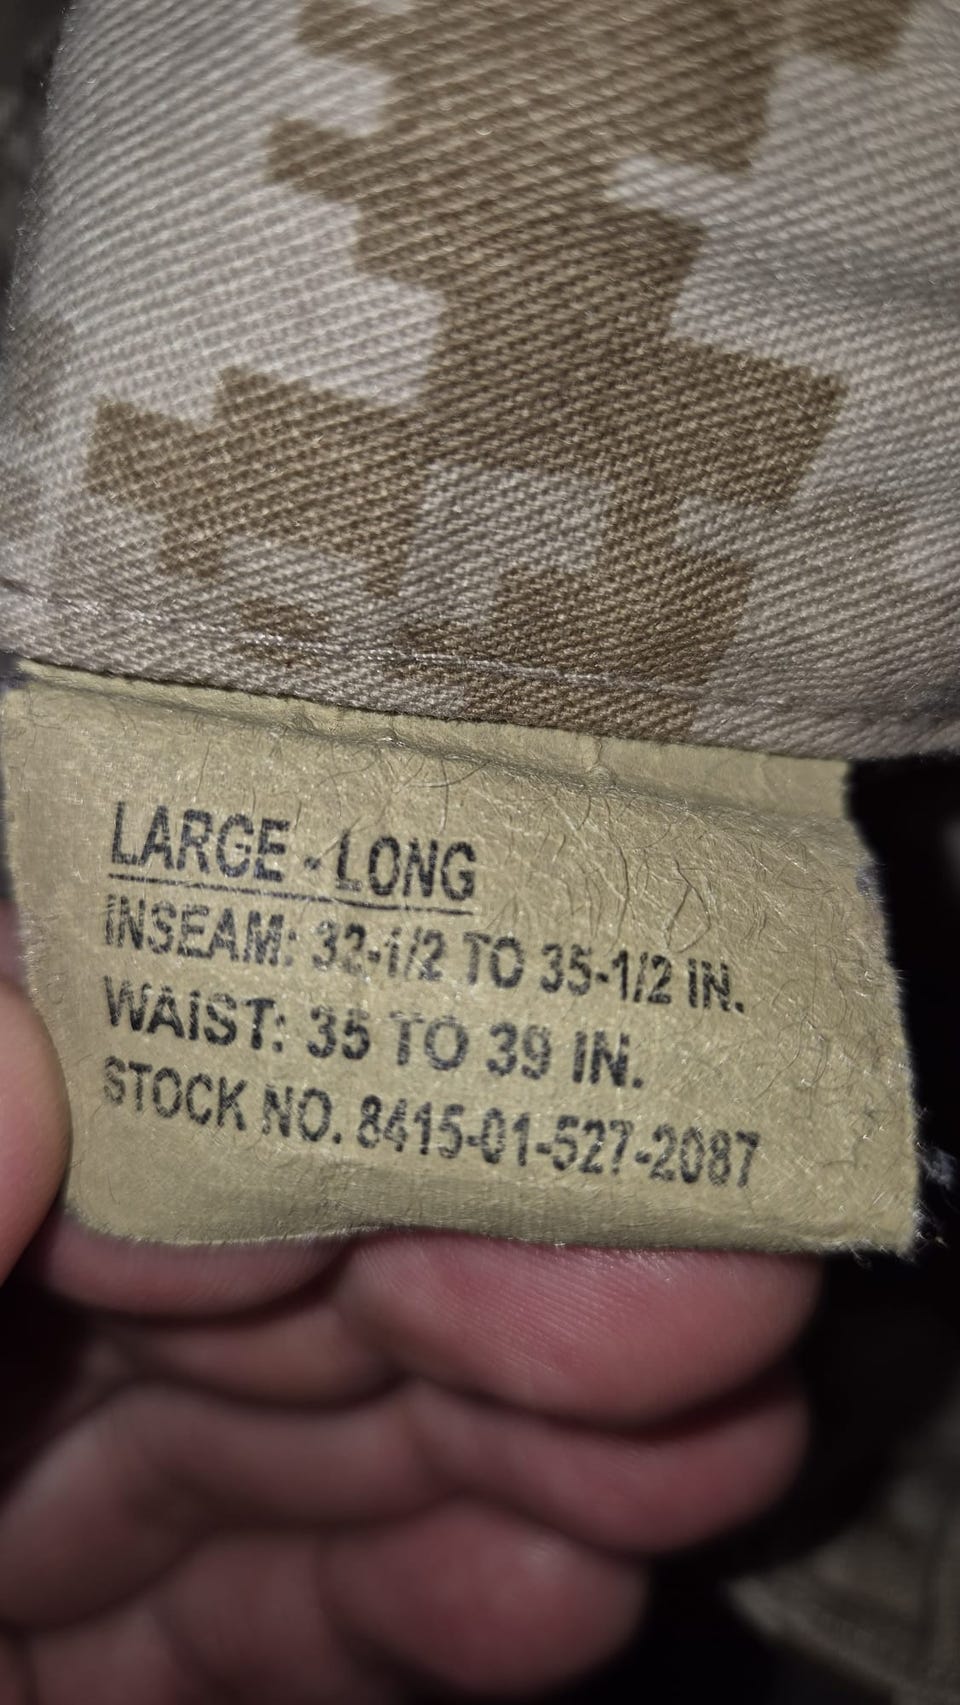 LARGE - LONG
INSEAM: 32-1/2 TO 35-1/2 IN.
WAIST: 35 TO 39 IN.
STOCK NO. 8415-01-527-2087